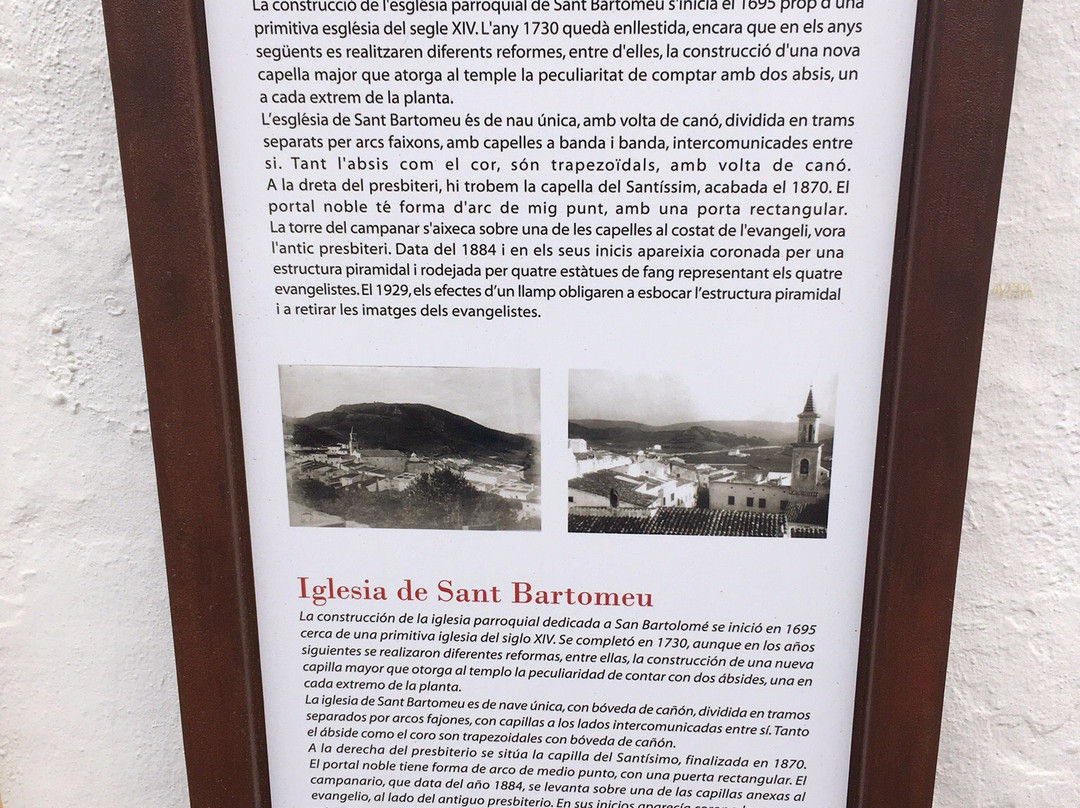 La construcció de l'església parroquial de Sant Bartomeu s'inicià el 1695 prop d'una
primitiva església del segle XIV. L'any 1730 quedà enllestida, encara que en els anys
següents es realitzaren diferents reformes, entre d'elles, la construcció d'una nova
capella major que atorga al temple la peculiaritat de comptar amb dos absis, un
a cada extrem de la planta.
L'església de Sant Bartomeu és de nau única, amb volta de canó, dividida en trams
separats per arcs faixons, amb capelles a banda i banda, intercomunicades entre
si. Tant l'absis com el cor, són trapezoïdals, amb volta de canó.
A la dreta del presbiteri, hi trobem la capella del Santíssim, acabada el 1870. El
portal noble té forma d'arc de mig punt, amb una porta rectangular.
La torre del campanar s'aixeca sobre una de les capelles al costat de l'evangeli, vora
l'antic presbiteri. Data del 1884 i en els seus inicis apareixia coronada per una
estructura piramidal i rodejada per quatre estàtues de fang representant els quatre
evangelistes. El 1929, els efectes d'un llamp obligaren a esbocar l'estructura piramidal
i a retirar les imatges dels evangelistes.
Iglesia de Sant Bartomeu
La construcción de la iglesia parroquial dedicada a San Bartolomé se inició en 1695
cerca de una primitiva iglesia del siglo XIV. Se completó en 1730, aunque en los años
siguientes se realizaron diferentes reformas, entre ellas, la construcción de una nueva
capilla mayor que otorga al templo la peculiaridad de contar con dos ábsides, una en
cada extremo de la planta.
La iglesia de Sant Bartomeu es de nave única, con bóveda de cañón, dividida en tramos
separados por arcos fajones, con capillas a los lados intercomunicadas entre sí. Tanto
el ábside como el coro son trapezoidales con bóveda de cañón.
A la derecha del presbiterio se sitúa la capilla del Santísimo, finalizada en 1870.
El portal noble tiene forma de arco de medio punto, con una puerta rectangular. El
campanario, que data del año 1884, se levanta sobre una de las capillas anexas al
evangelio, al lado del antiguo presbiterio. En sus inicios aparecía